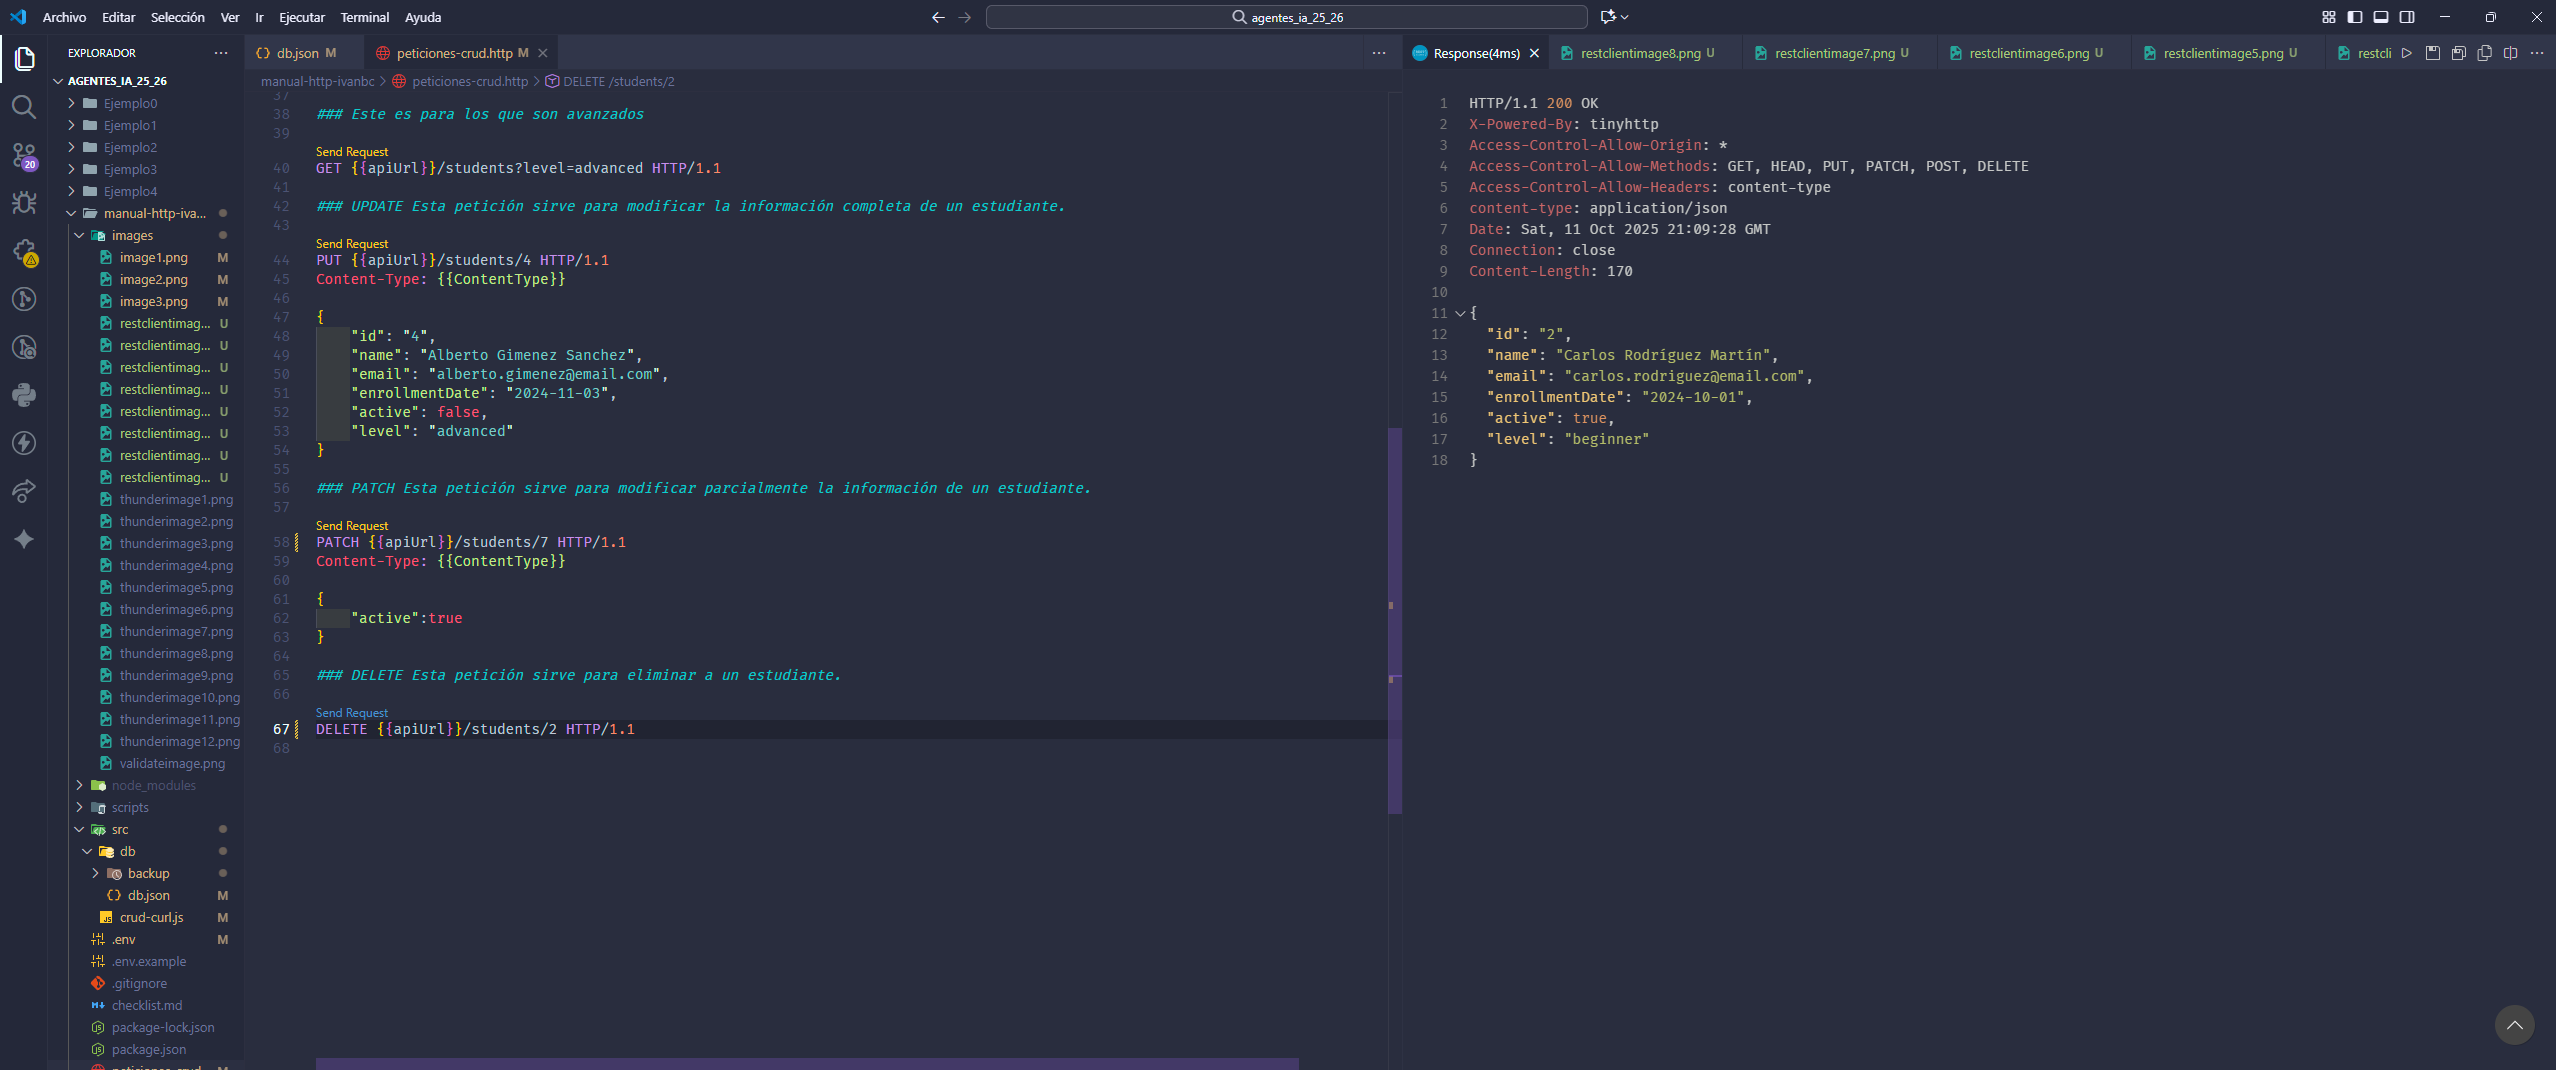 Archivo Editar Selección Ver Ir Ejecutar Terminal Ayuda
agentes_ia_25_26
EXPLORADOR
AGENTES_IA_25_26
Ejemplo0
Ejemplo1
Ejemplo2
Ejemplo3
Ejemplo4
manual-http-iva...
images
image1.png M
image2.png M
image3.png M
restclientimag... U
restclientimag... U
restclientimag... U
restclientimag... U
restclientimag... U
restclientimag... U
restclientimag... U
restclientimag... U
thunderimage1.png
thunderimage2.png
thunderimage3.png
thunderimage4.png
thunderimage5.png
thunderimage6.png
thunderimage7.png
thunderimage8.png
thunderimage9.png
thunderimage10.png
thunderimage11.png
thunderimage12.png
validateimage.png
node_modules
scripts
src
db
backup
db.json M
crud-curl.js M
.env M
.env.example
.gitignore
checklist.md
package-lock.json
package.json
20
db.json M peticiones-crud.http M
manual-http-ivanbc > peticiones-crud.http > DELETE /students/2
37
38 ### Este es para los que son avanzados
39
Send Request
40 GET {{apiUrl}}/students?level=advanced HTTP/1.1
41
42 ### UPDATE Esta petición sirve para modificar la información completa de un estudiante.
43
Send Request
44 PUT {{apiUrl}}/students/4 HTTP/1.1
45 Content-Type: {{ContentType}}
46
47 {
48 "id": "4",
49 "name": "Alberto Gimenez Sanchez",
50 "email": "alberto.gimenez@email.com",
51 "enrollmentDate": "2024-11-03",
52 "active": false,
53 "level": "advanced"
54 }
55
56 ### PATCH Esta petición sirve para modificar parcialmente la información de un estudiante.
57
Send Request
58 PATCH {{apiUrl}}/students/7 HTTP/1.1
59 Content-Type: {{ContentType}}
60
61 {
62 "active":true
63 }
64
65 ### DELETE Esta petición sirve para eliminar a un estudiante.
66
Send Request
67 DELETE {{apiUrl}}/students/2 HTTP/1.1
68
Response(4ms) restclientimage8.png U restclientimage7.png U restclientimage6.png U restclientimage5.png U restcli
1 HTTP/1.1 200 OK
2 X-Powered-By: tinyhttp
3 Access-Control-Allow-Origin: *
4 Access-Control-Allow-Methods: GET, HEAD, PUT, PATCH, POST, DELETE
5 Access-Control-Allow-Headers: content-type
6 content-type: application/json
7 Date: Sat, 11 Oct 2025 21:09:28 GMT
8 Connection: close
9 Content-Length: 170
10
11 {
12 "id": "2",
13 "name": "Carlos Rodríguez Martín",
14 "email": "carlos.rodriguez@email.com",
15 "enrollmentDate": "2024-10-01",
16 "active": true,
17 "level": "beginner"
18 }